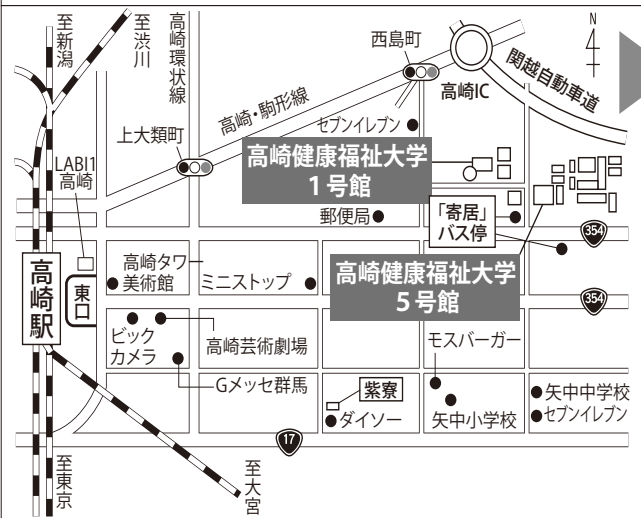 至新潟
至渋川
高崎環状線
西島町
N
4
高崎・駒形線
高崎IC
関越自動車道
上大類町
セブンイレブン
LABI1
高崎
高崎健康福祉大学
1号館
郵便局
「寄居」
バス停
354
高崎駅
東口
高崎タワー
美術館
ミニストップ
高崎健康福祉大学
5号館
354
ビック
カメラ
高崎芸術劇場
モスバーガー
Gメッセ群馬
紫寮
矢中中学校
ダイソー
矢中小学校
セブンイレブン
17
至東京
至大宮